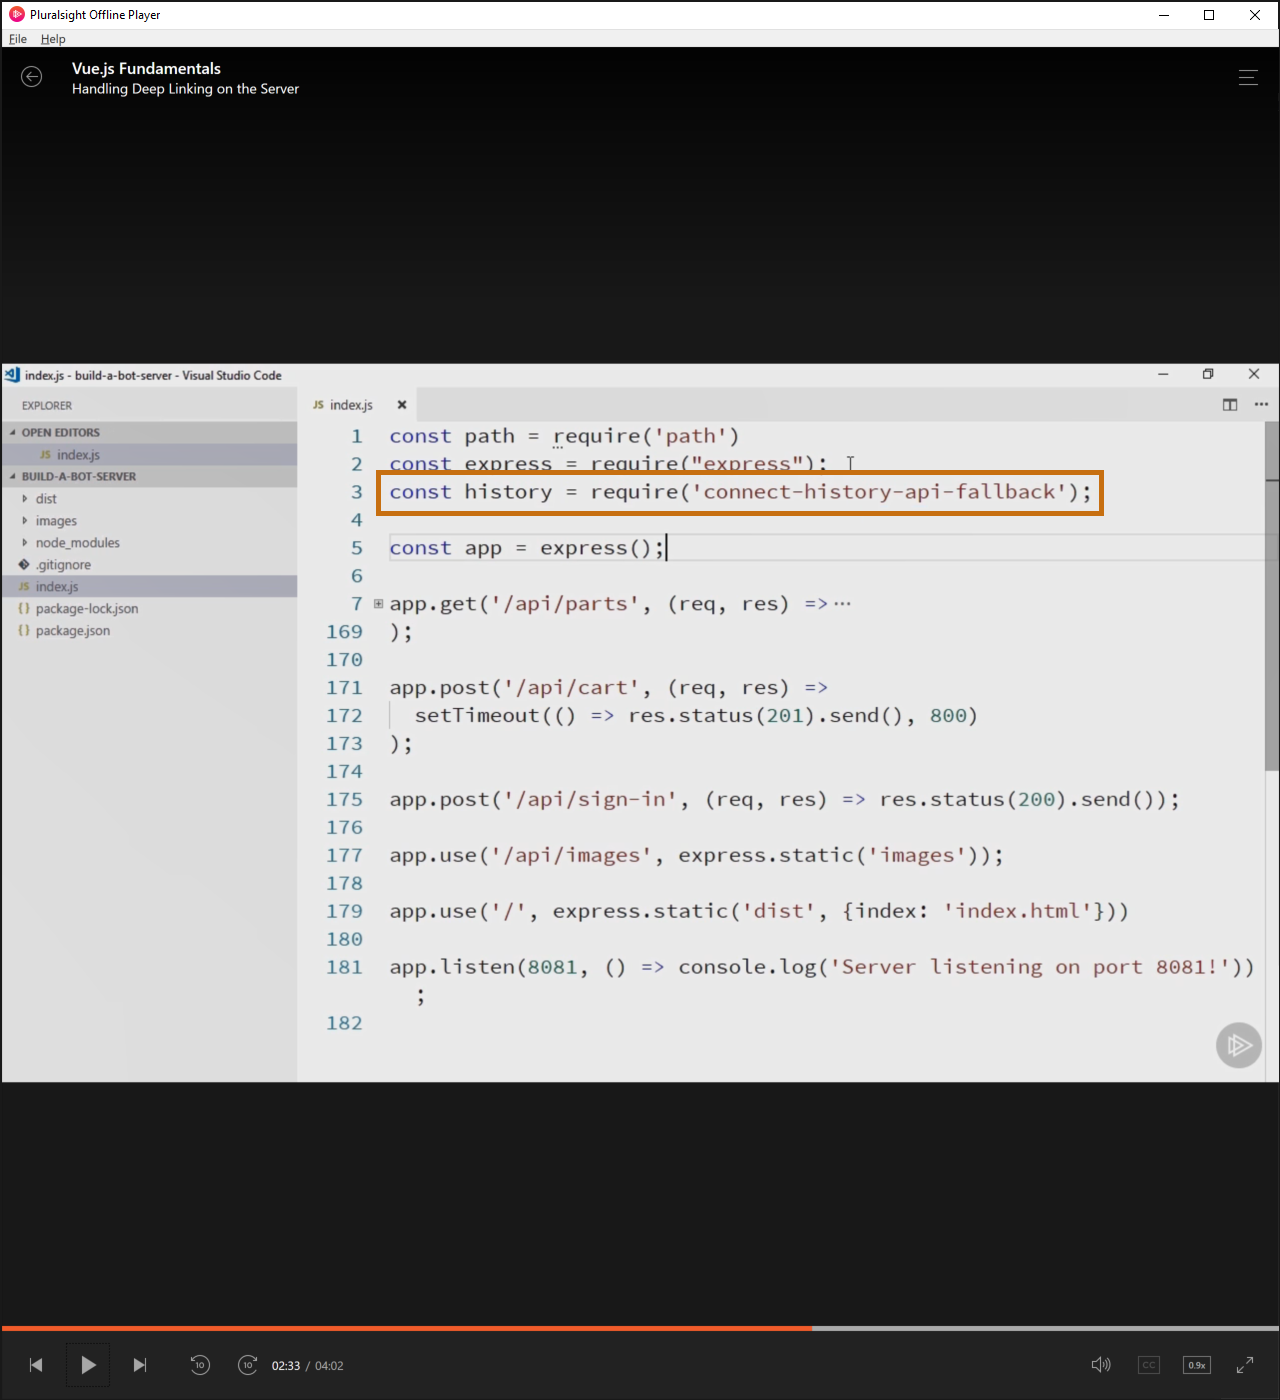 Pluralsight Offline Player
File Help
Vue.js Fundamentals
Handling Deep Linking on the Server
index.js - build-a-bot-server - Visual Studio Code
EXPLORER
OPEN EDITORS
JS index.js
BUILD-A-BOT-SERVER
dist
images
node_modules
.gitignore
JS index.js
{} package-lock.json
{} package.json
JS index.js
1 const path = require('path')
2 const express = require("express");
3 const history = require('connect-history-api-fallback');
4
5 const app = express();
6
7 app.get('/api/parts', (req, res) => ···
169 );
170
171 app.post('/api/cart', (req, res) =>
172 setTimeout(() => res.status(201).send(), 800)
173 );
174
175 app.post('/api/sign-in', (req, res) => res.status(200).send());
176
177 app.use('/api/images', express.static('images'));
178
179 app.use('/', express.static('dist', {index: 'index.html'}))
180
181 app.listen(8081, () => console.log('Server listening on port 8081!'))
;
182
10 10 02:33 / 04:02 CC 0.9x